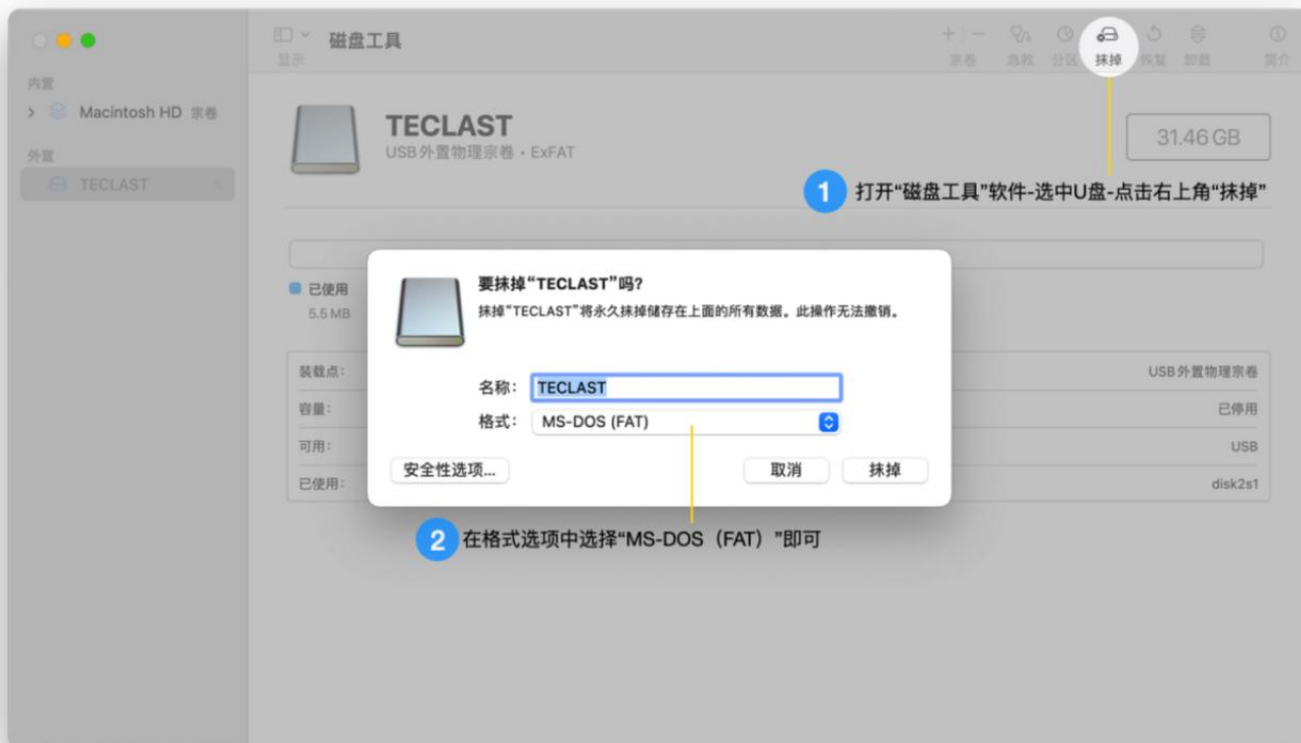 磁盘工具
显示
宗卷 急救 分区 抹掉 恢复 卸载 简介
内置
Macintosh HD 宗卷
外置
TECLAST
TECLAST
USB外置物理宗卷・ExFAT
31.46 GB
1 打开“磁盘工具”软件-选中U盘-点击右上角“抹掉”
已使用
5.5 MB
要抹掉“TECLAST”吗?
抹掉“TECLAST”将永久抹掉储存在上面的所有数据。此操作无法撤销。
名称: TECLAST
格式: MS-DOS (FAT)
安全性选项... 取消 抹掉
装载点: USB外置物理宗卷
容量: 已停用
可用: USB
已使用: disk2s1
2 在格式选项中选择“MS-DOS（FAT）”即可